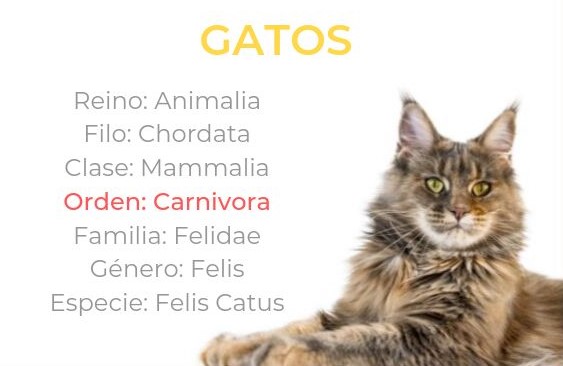 GATOS
Reino: Animalia
Filo: Chordata
Clase: Mammalia
Orden: Carnivora
Familia: Felidae
Género: Felis
Especie: Felis Catus